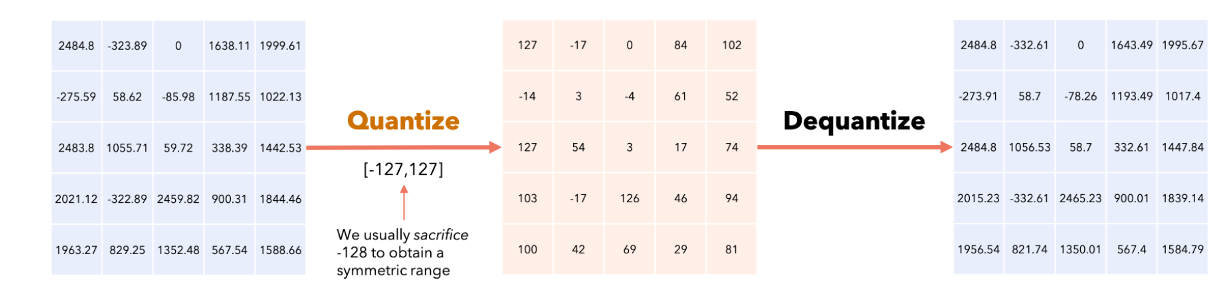 2484.8 -323.89 0 1638.11 1999.61
-275.59 58.62 -85.98 1187.55 1022.13
2483.8 1055.71 59.72 338.39 1442.53
2021.12 -322.89 2459.82 900.31 1844.46
1963.27 829.25 1352.48 567.54 1588.66
Quantize
[-127,127]
We usually sacrifice
-128 to obtain a
symmetric range
127 -17 0 84 102
-14 3 -4 61 52
127 54 3 17 74
103 -17 126 46 94
100 42 69 29 81
Dequantize
2484.8 -332.61 0 1643.49 1995.67
-273.91 58.7 -78.26 1193.49 1017.4
2484.8 1056.53 58.7 332.61 1447.84
2015.23 -332.61 2465.23 900.01 1839.14
1956.54 821.74 1350.01 567.4 1584.79